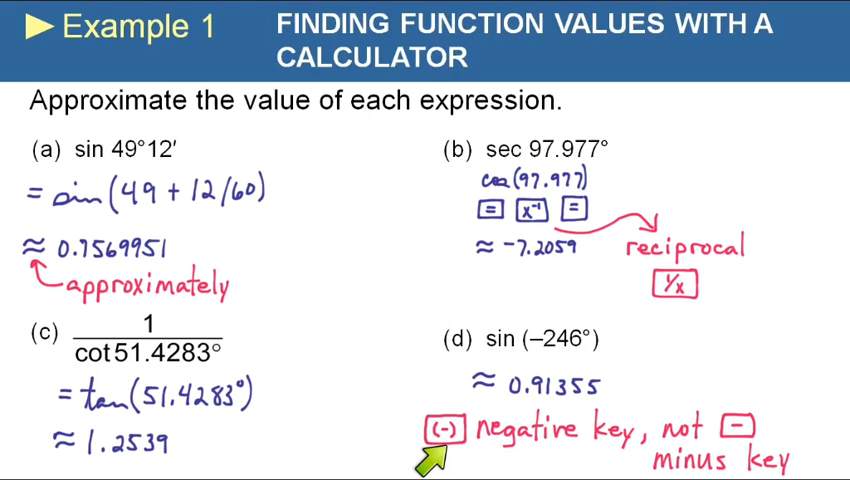 Example 1
FINDING FUNCTION VALUES WITH A
CALCULATOR
Approximate the value of each expression.
(a) sin 49°12′
= sin(49 + 12/60)
≈ 0.7569951
approximately
(b) sec 97.977°
cos(97.977)
= x⁻¹ =
≈ -7.2059
reciprocal
1/x
(c) 1
cot 51.4283°
= tan(51.4283°)
≈ 1.2539
(d) sin (–246°)
≈ 0.91355
(-) negative key, not -
minus key